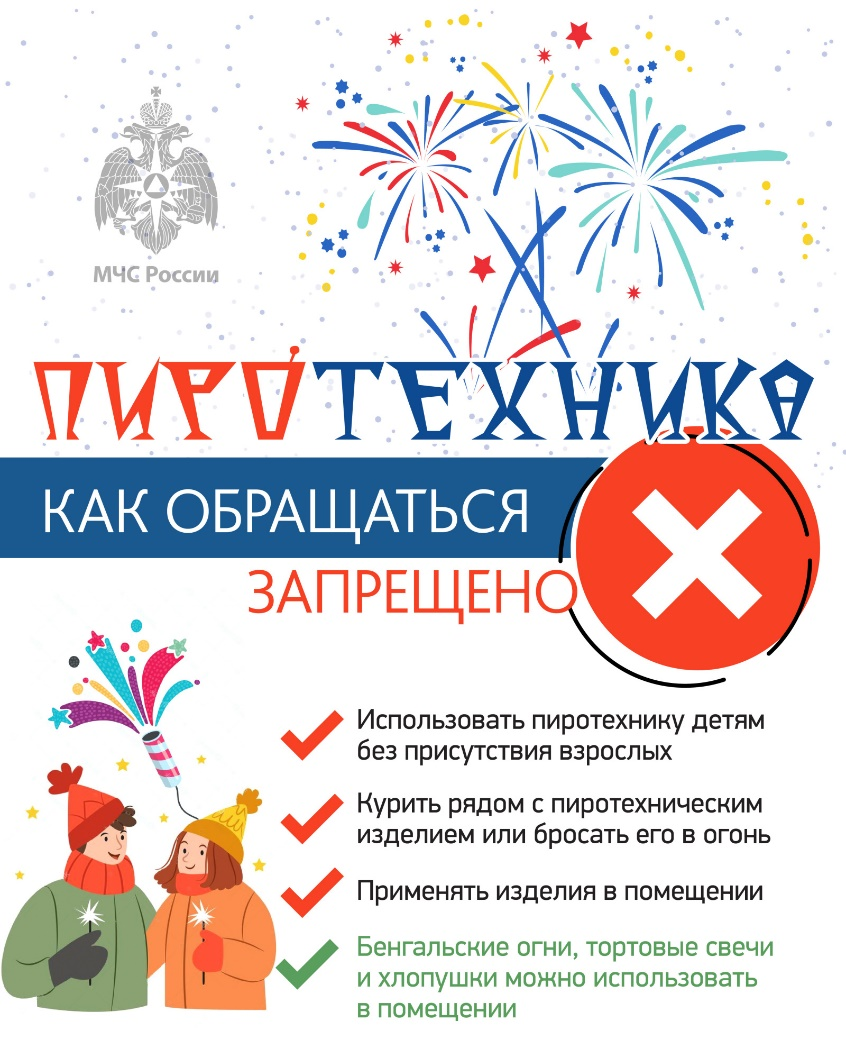 МЧС России
ПИРОТЕХНИКА
КАК ОБРАЩАТЬСЯ
ЗАПРЕЩЕНО
Использовать пиротехнику детям
без присутствия взрослых
Курить рядом с пиротехническим
изделием или бросать его в огонь
Применять изделия в помещении
Бенгальские огни, тортовые свечи
и хлопушки можно использовать
в помещении